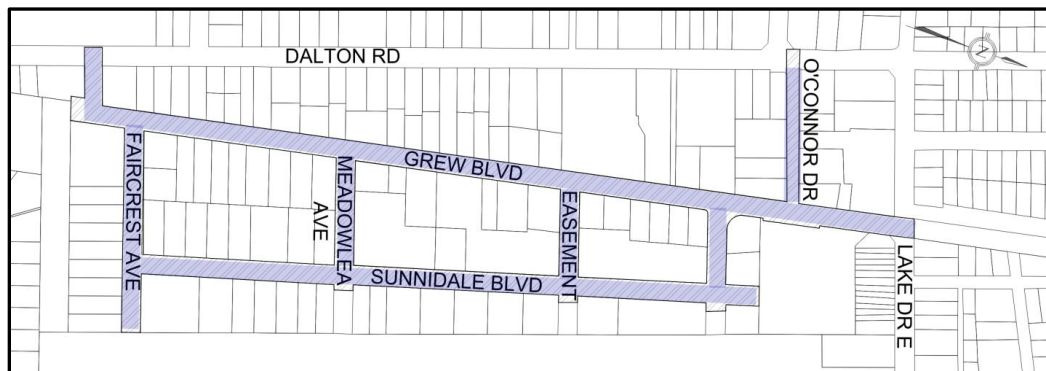 DALTON RD
N
O'CONNOR DR
FAIRCREST AVE
MEADOWLEA
AVE
GREW BLVD
EASEMENT
SUNNIDALE BLVD
LAKE DR E